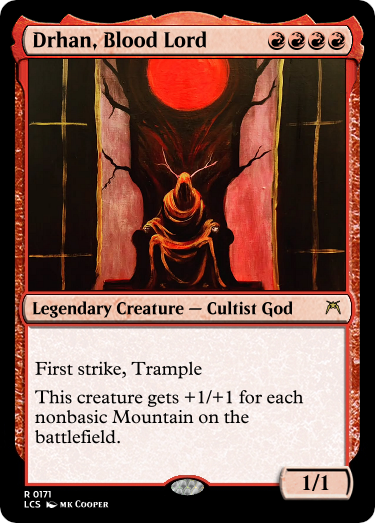 Drhan, Blood Lord
Legendary Creature — Cultist God
First strike, Trample
This creature gets +1/+1 for each
nonbasic Mountain on the
battlefield.
1/1
R 0171
LCS MK COOPER